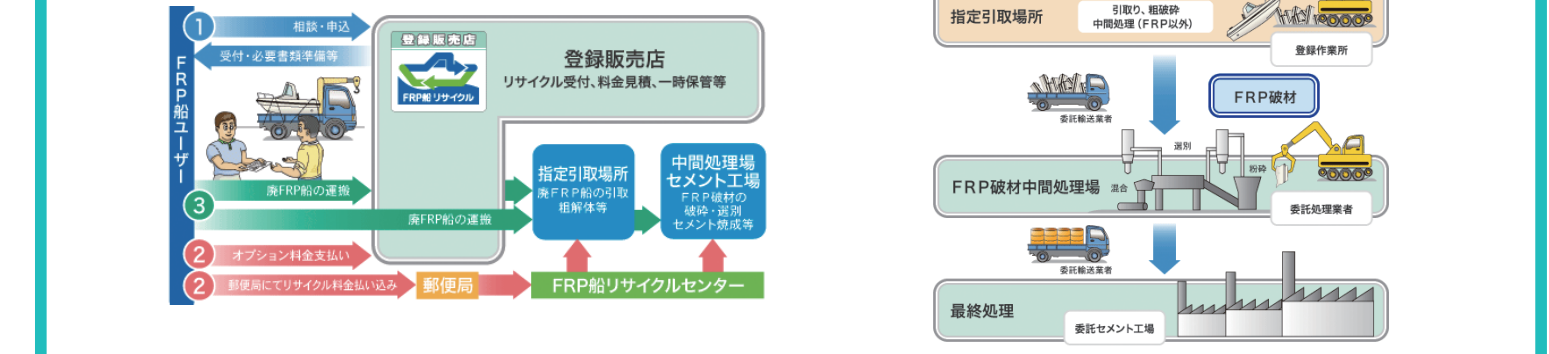 FRP船ユーザー
1
相談・申込
受付・必要書類準備等
登録販売店
FRP船 リサイクル
登録販売店
リサイクル受付、料金見積、一時保管等
3
廃FRP船の運搬
廃FRP船の運搬
指定引取場所
廃FRP船の引取
粗解体等
中間処理場
セメント工場
FRP破材の
破砕・選別
セメント焼成等
2
オプション料金支払い
2
郵便局にてリサイクル料金払い込み
郵便局
FRP船リサイクルセンター
指定引取場所
引取り、粗破砕
中間処理(FRP以外)
登録作業所
委託輸送業者
FRP破材
FRP破材中間処理場
選別
混合
粉砕
委託処理業者
委託輸送業者
最終処理
委託セメント工場